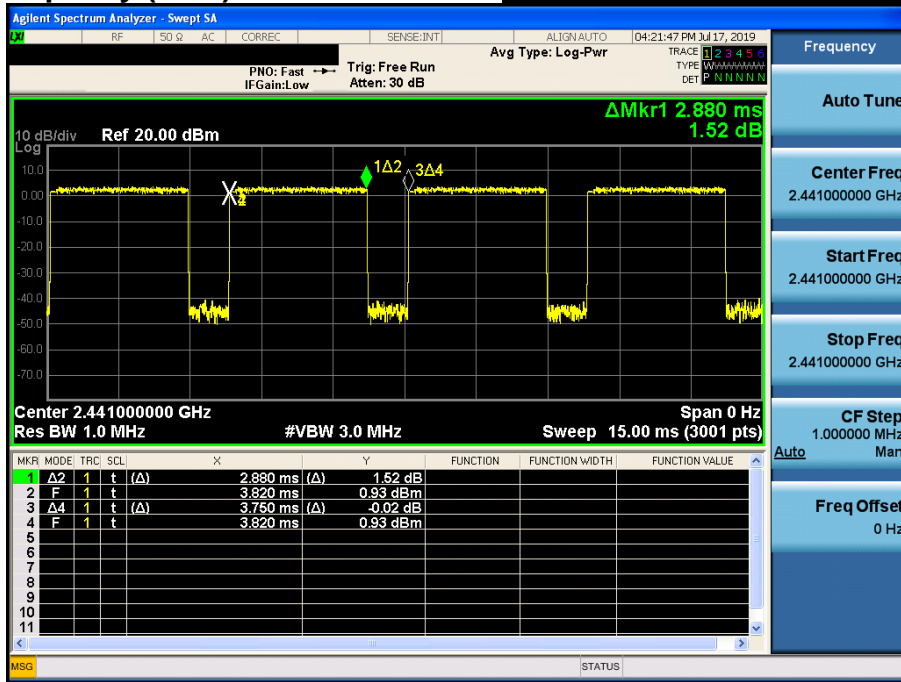 Agilent Spectrum Analyzer - Swept SA
LXI RF 50 Ω AC CORREC SENSE:INT ALIGN AUTO 04:21:47 PM Jul 17, 2019
Avg Type: Log-Pwr
TRACE 1 2 3 4 5 6
TYPE W
DET P N N N N N
PNO: Fast
IFGain:Low
Trig: Free Run
Atten: 30 dB
ΔMkr1 2.880 ms
1.52 dB
10 dB/div Ref 20.00 dBm
Log
10.0
0.00
-10.0
-20.0
-30.0
-40.0
-50.0
-60.0
-70.0
1Δ2
3Δ4
X
Center 2.441000000 GHz Span 0 Hz
Res BW 1.0 MHz #VBW 3.0 MHz Sweep 15.00 ms (3001 pts)
MKR MODE TRC SCL X Y FUNCTION FUNCTION WIDTH FUNCTION VALUE
1 Δ2 1 t (Δ) 2.880 ms (Δ) 1.52 dB
2 F 1 t 3.820 ms 0.93 dBm
3 Δ4 1 t (Δ) 3.750 ms (Δ) -0.02 dB
4 F 1 t 3.820 ms 0.93 dBm
5
6
7
8
9
10
11
MSG STATUS
Frequency
Auto Tune
Center Freq
2.441000000 GHz
Start Freq
2.441000000 GHz
Stop Freq
2.441000000 GHz
CF Step
1.000000 MHz
Auto Man
Freq Offset
0 Hz